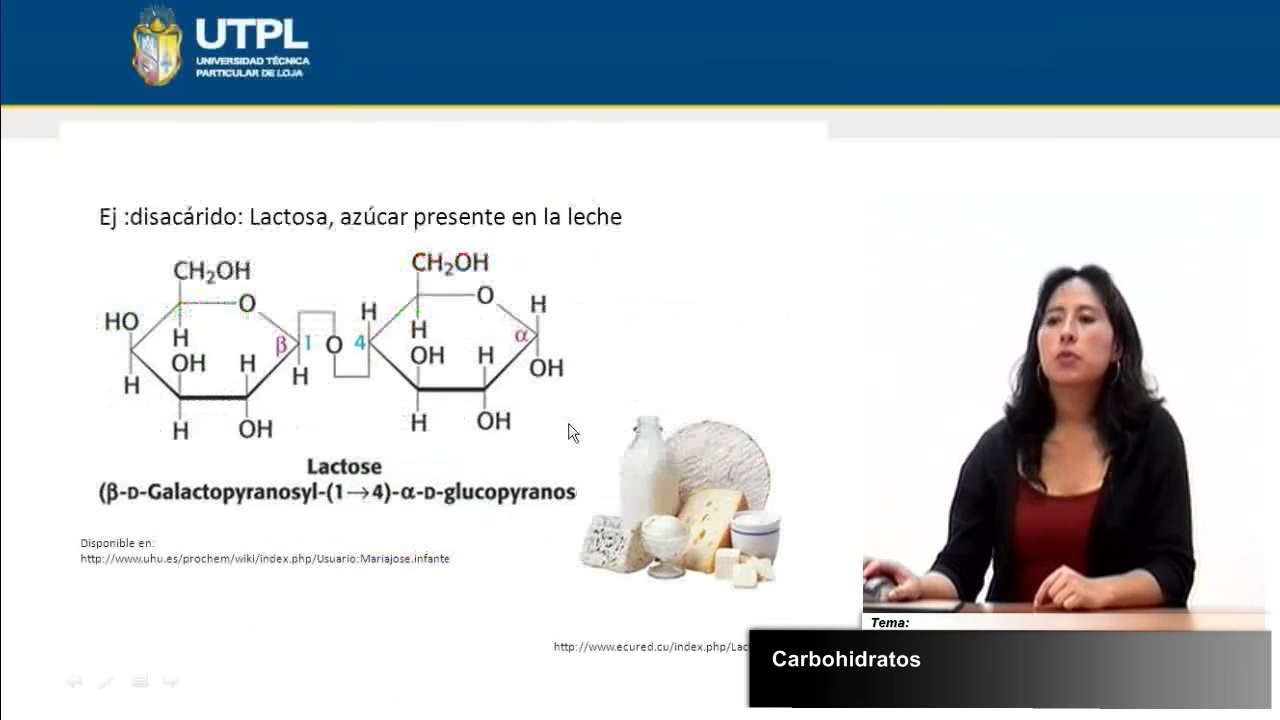 UTPL
UNIVERSIDAD TÉCNICA
PARTICULAR DE LOJA
Ej :disacárido: Lactosa, azúcar presente en la leche
CH₂OH
CH₂OH
O
O
H
H
HO
H
H
β
1
O
4
α
OH
H
OH
H
H
H
OH
H
OH
H
OH
Lactose
(β-D-Galactopyranosyl-(1→4)-α-D-glucopyranos
Disponible en:
http://www.uhu.es/prochem/wiki/index.php/Usuario:Mariajose.infante
http://www.ecured.cu/index.php/Lac
Tema:
Carbohidratos